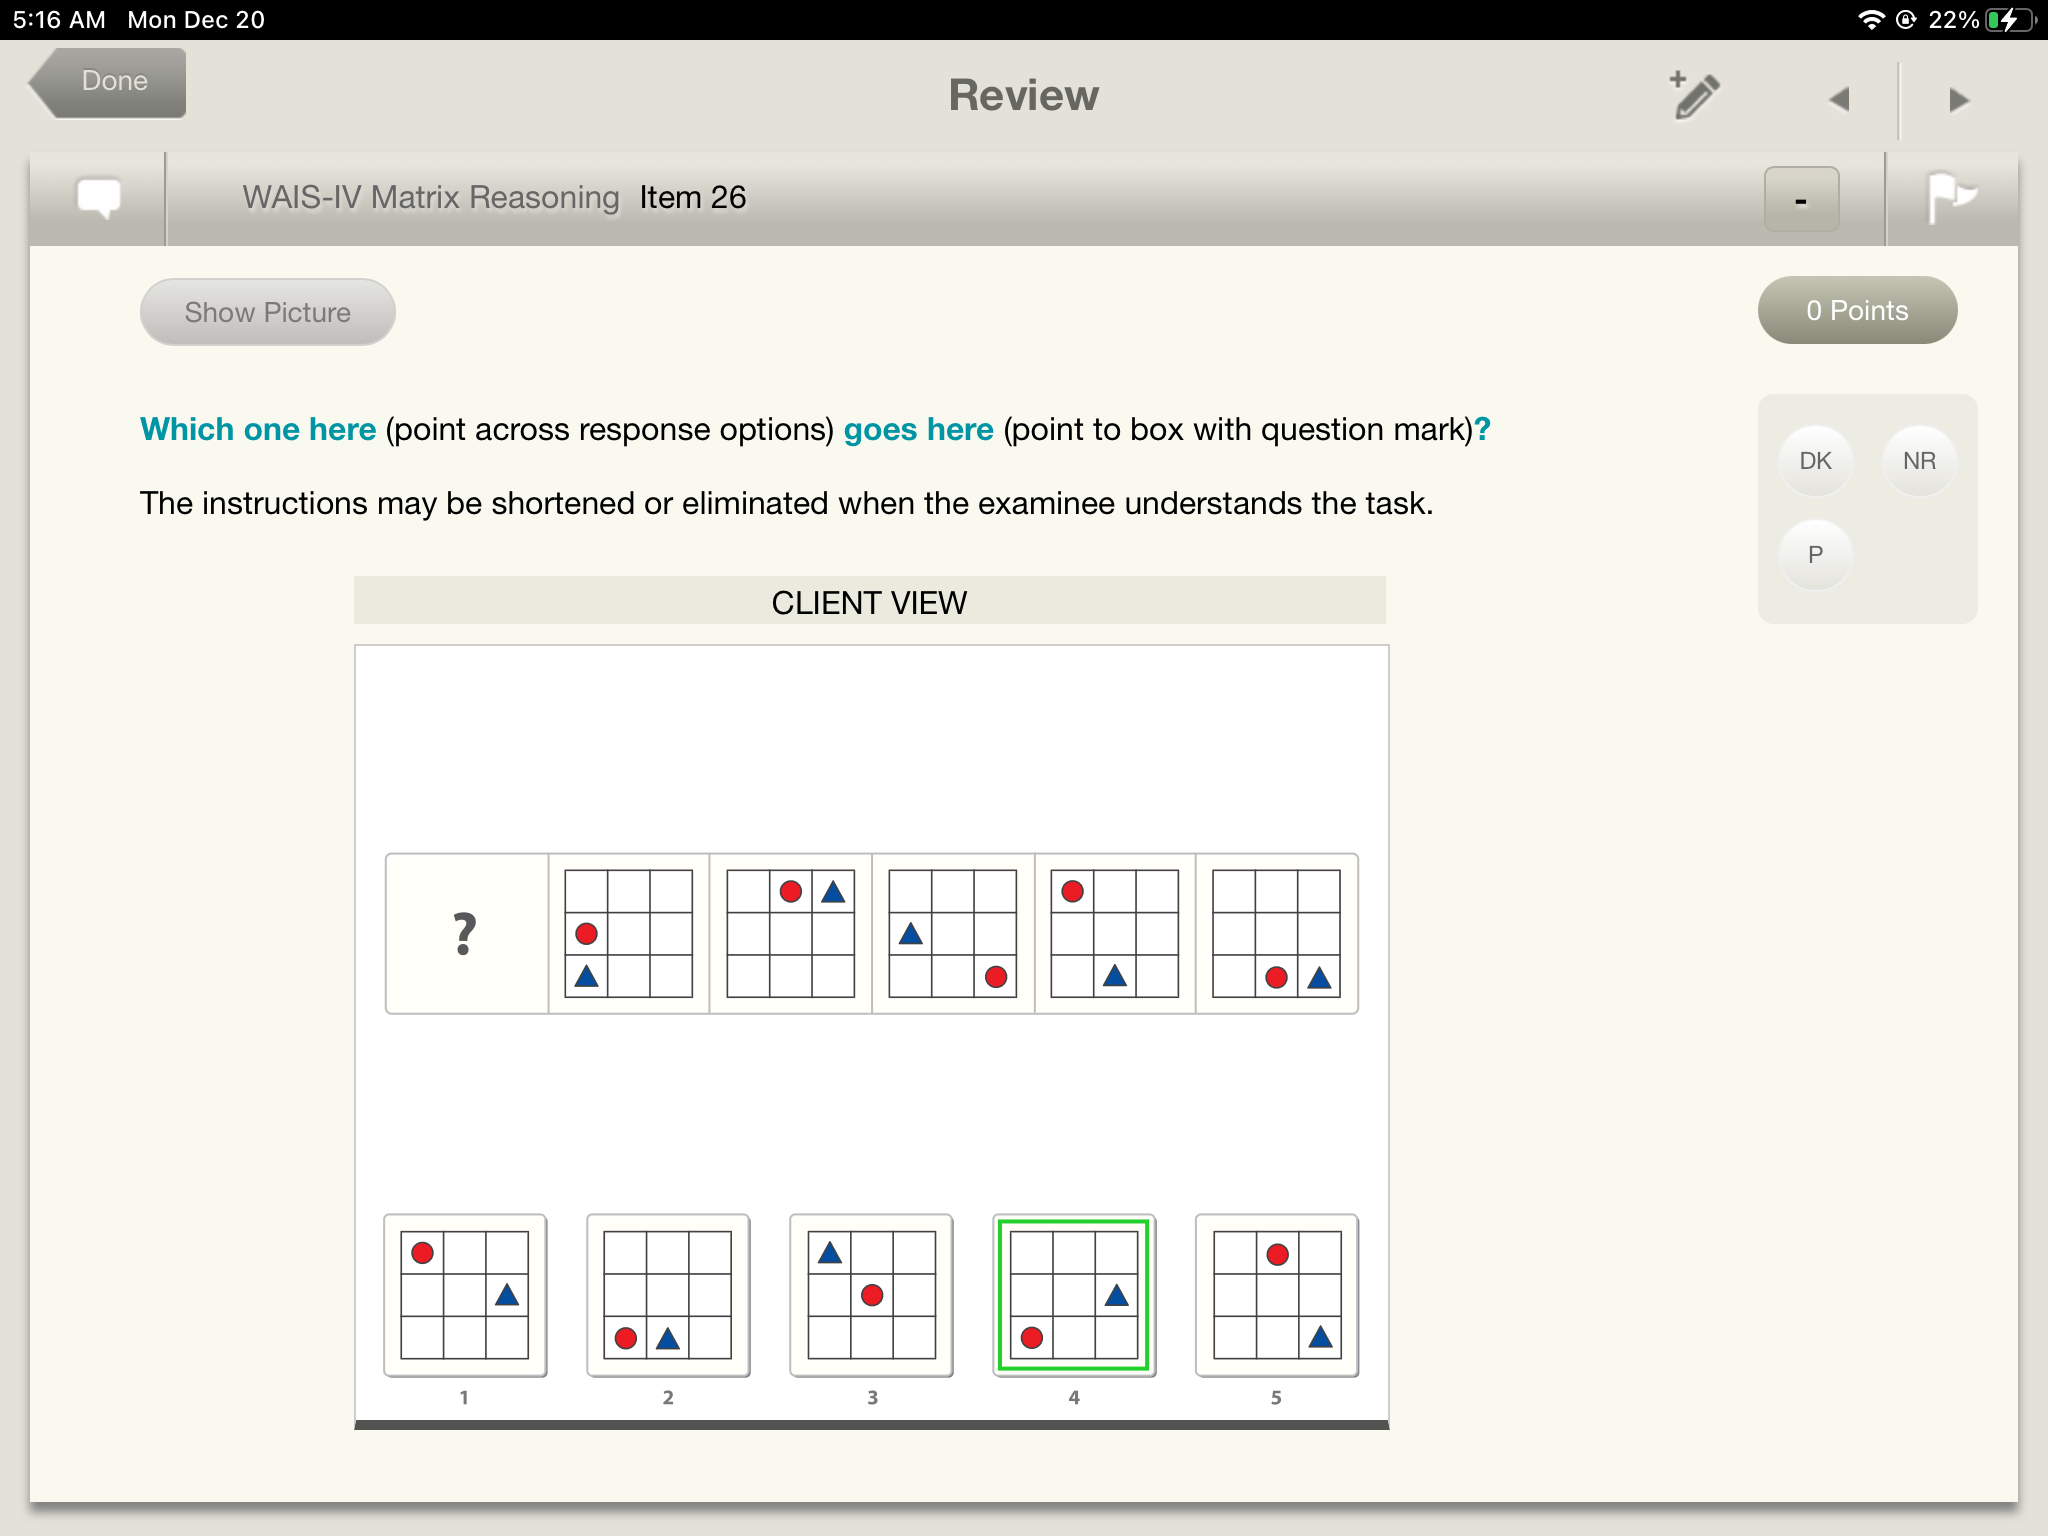 5:16 AM Mon Dec 20
22%
Done
Review
WAIS-IV Matrix Reasoning Item 26
-
Show Picture
0 Points
Which one here (point across response options) goes here (point to box with question mark)?
DK NR
The instructions may be shortened or eliminated when the examinee understands the task.
P
CLIENT VIEW
?
1 2 3 4 5